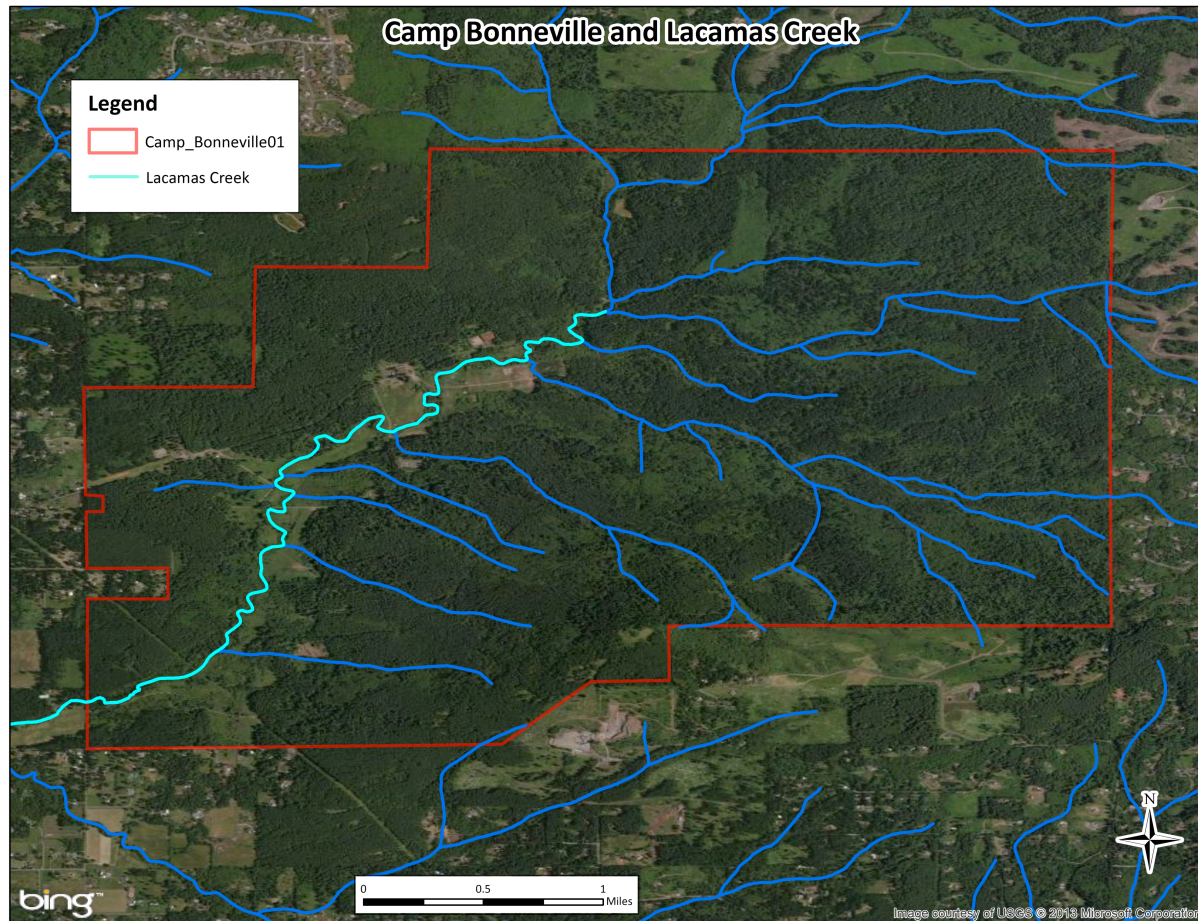 Camp Bonneville and Lacamas Creek
Legend
Camp_Bonneville01
Lacamas Creek
N
0 0.5 1
Miles
bing™
Image courtesy of USGS © 2013 Microsoft Corporation